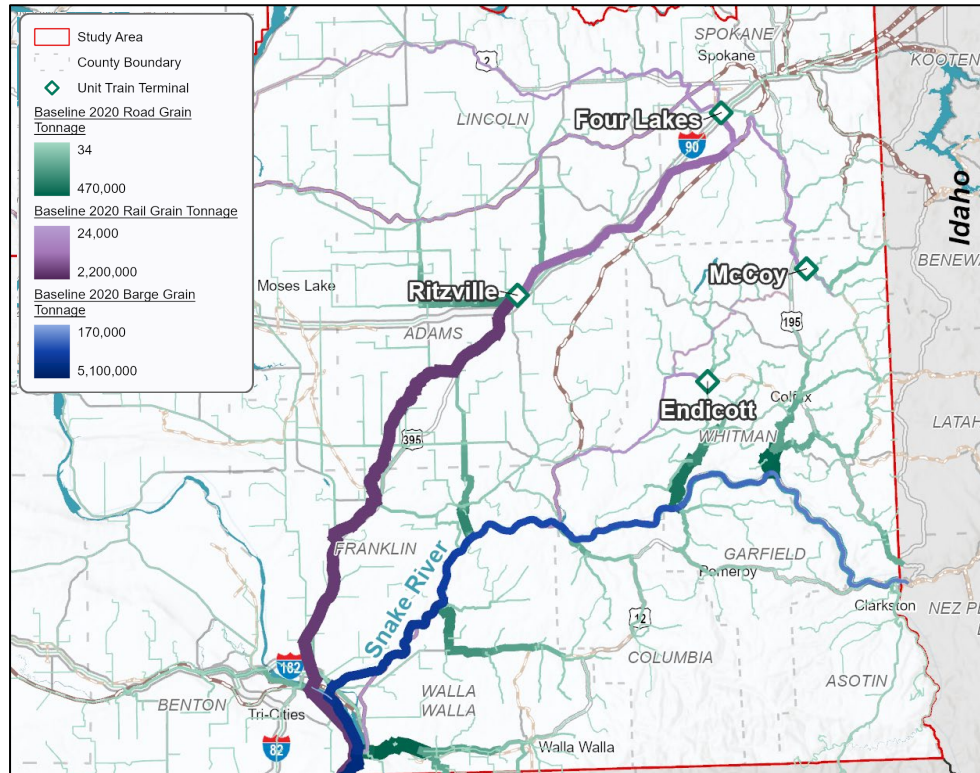 Study Area
County Boundary
Unit Train Terminal
Baseline 2020 Road Grain
Tonnage
34
470,000
Baseline 2020 Rail Grain Tonnage
24,000
2,200,000
Baseline 2020 Barge Grain
Tonnage
170,000
5,100,000
SPOKANE
Spokane
KOOTEN
2
LINCOLN
Four Lakes
90
Idaho
BENEWA
McCoy
Moses Lake
Ritzville
ADAMS
195
Endicott
Colfax
WHITMAN
LATAH
395
FRANKLIN
Snake River
GARFIELD
Pomeroy
Clarkston
NEZ PE
12
COLUMBIA
182
WALLA
WALLA
ASOTIN
BENTON
Tri-Cities
82
Walla Walla